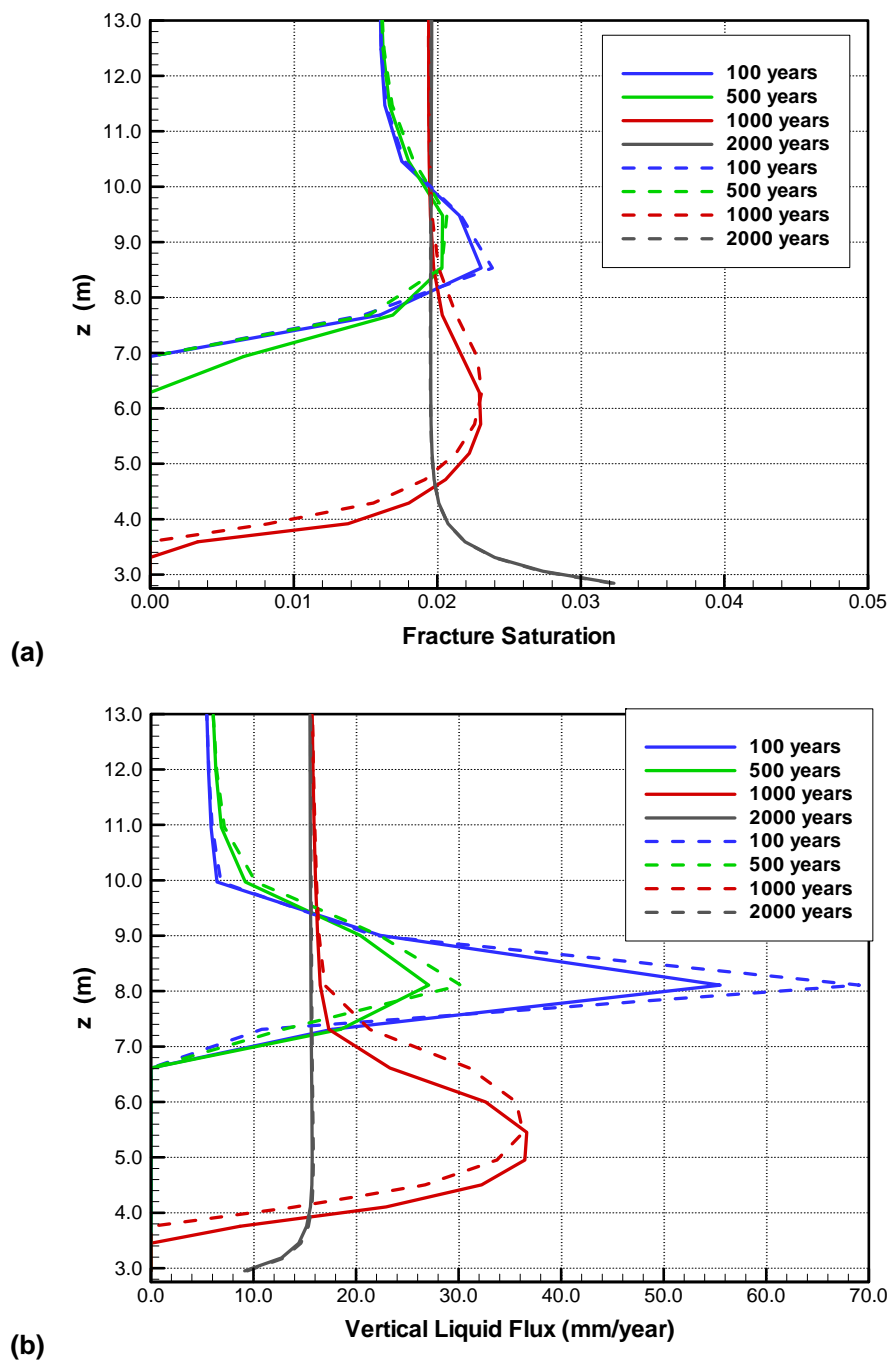 13.0
12.0
11.0
10.0
9.0
8.0
7.0
6.0
5.0
4.0
3.0
z (m)
100 years
500 years
1000 years
2000 years
100 years
500 years
1000 years
2000 years
0.00 0.01 0.02 0.03 0.04 0.05
Fracture Saturation
(a)
13.0
12.0
11.0
10.0
9.0
8.0
7.0
6.0
5.0
4.0
3.0
z (m)
100 years
500 years
1000 years
2000 years
100 years
500 years
1000 years
2000 years
0.0 10.0 20.0 30.0 40.0 50.0 60.0 70.0
Vertical Liquid Flux (mm/year)
(b)